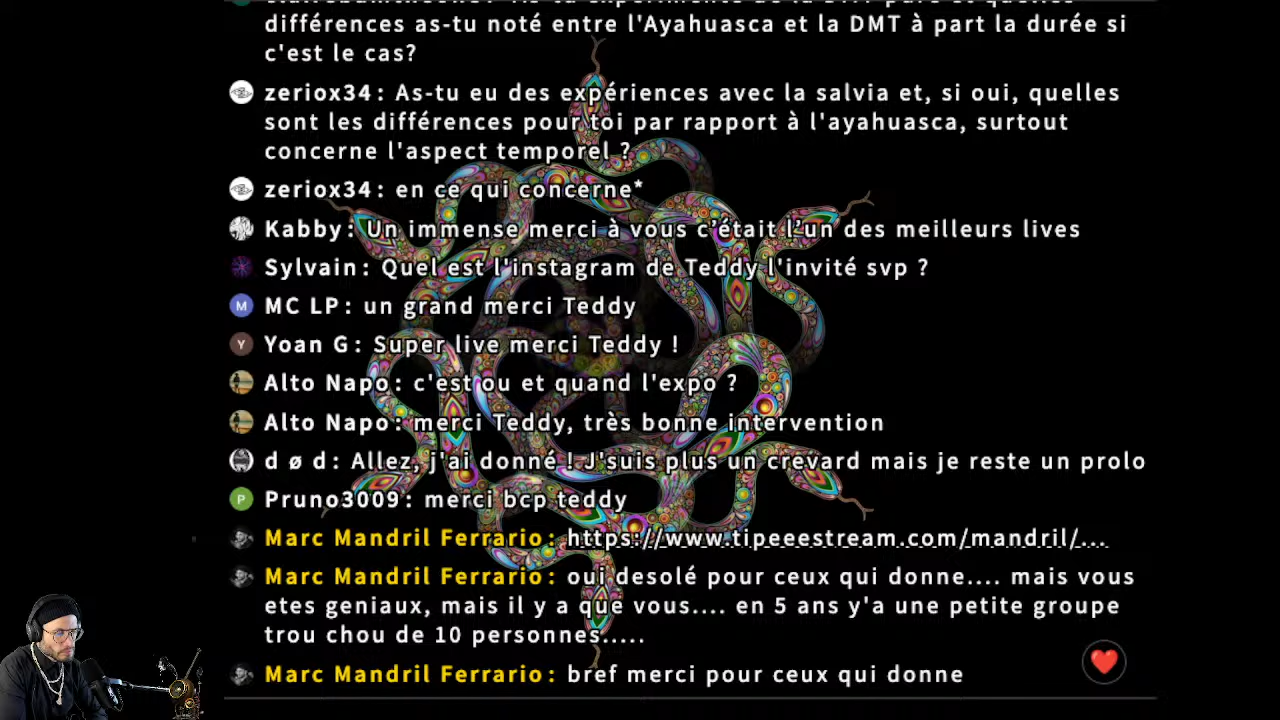 différences as-tu noté entre l'Ayahuasca et la DMT à part la durée si
c'est le cas?
zeriox34: As-tu eu des expériences avec la salvia et, si oui, quelles
sont les différences pour toi par rapport à l'ayahuasca, surtout
concerne l'aspect temporel ?
zeriox34: en ce qui concerne*
Kabby: Un immense merci à vous c’était l’un des meilleurs lives
Sylvain: Quel est l'instagram de Teddy l'invité svp ?
M MC LP: un grand merci Teddy
Y Yoan G: Super live merci Teddy !
Alto Napo: c'est ou et quand l'expo ?
Alto Napo: merci Teddy, très bonne intervention
d ø d: Allez, j'ai donné ! J'suis plus un crevard mais je reste un prolo
P Pruno3009: merci bcp teddy
Marc Mandril Ferrario: https://www.tipeeestream.com/mandril/...
Marc Mandril Ferrario: oui desolé pour ceux qui donne.... mais vous
etes geniaux, mais il y a que vous.... en 5 ans y'a une petite groupe
trou chou de 10 personnes.....
Marc Mandril Ferrario: bref merci pour ceux qui donne